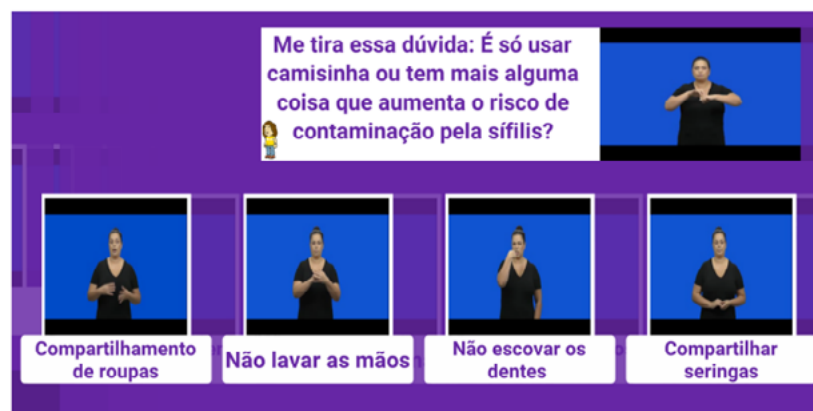 Me tira essa dúvida: É só usar
camisinha ou tem mais alguma
coisa que aumenta o risco de
contaminação pela sífilis?
Compartilhamento
de roupas
Não lavar as mãos
Não escovar os
dentes
Compartilhar
seringas